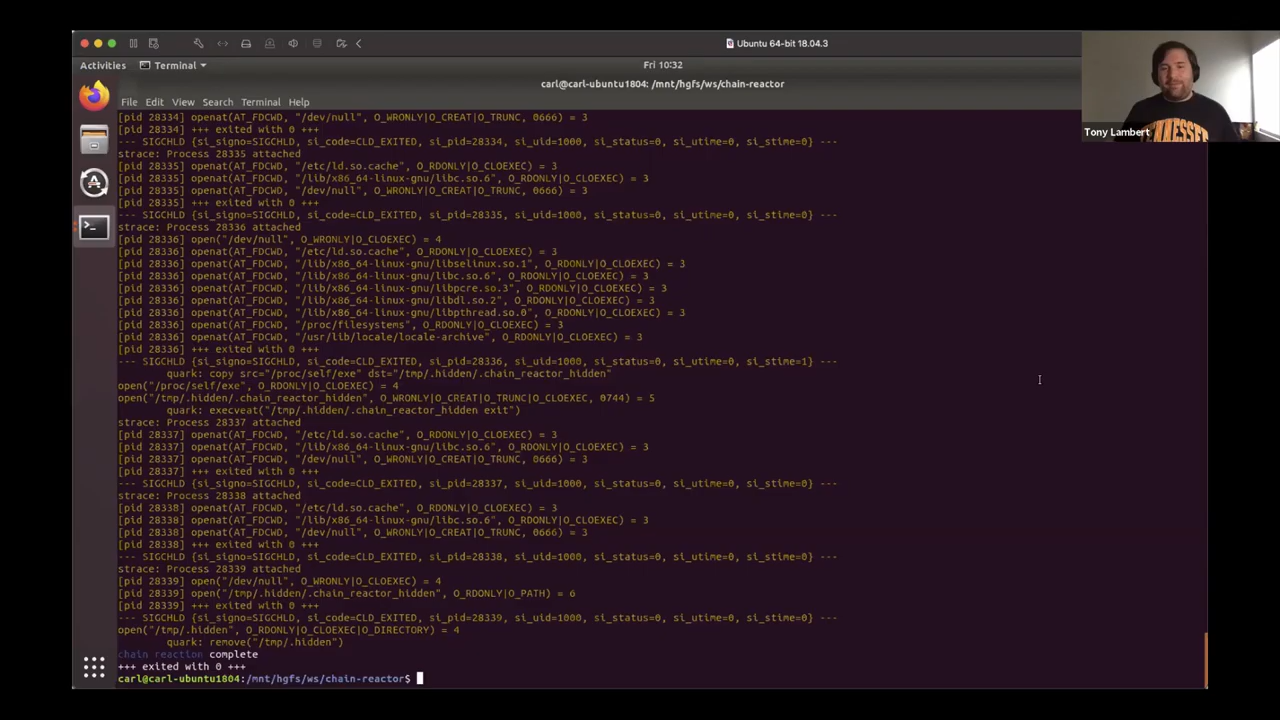 Ubuntu 64-bit 18.04.3
Activities
Terminal
Fri 10:32
carl@carl-ubuntu1804: /mnt/hgfs/ws/chain-reactor
File Edit View Search Terminal Help
[pid 28334] openat(AT_FDCWD, "/dev/null", O_WRONLY|O_CREAT|O_TRUNC, 0666) = 3
[pid 28334] +++ exited with 0 +++
--- SIGCHLD {si_signo=SIGCHLD, si_code=CLD_EXITED, si_pid=28334, si_uid=1000, si_status=0, si_utime=0, si_stime=0} ---
strace: Process 28335 attached
[pid 28335] openat(AT_FDCWD, "/etc/ld.so.cache", O_RDONLY|O_CLOEXEC) = 3
[pid 28335] openat(AT_FDCWD, "/lib/x86_64-linux-gnu/libc.so.6", O_RDONLY|O_CLOEXEC) = 3
[pid 28335] openat(AT_FDCWD, "/dev/null", O_WRONLY|O_CREAT|O_TRUNC, 0666) = 3
[pid 28335] +++ exited with 0 +++
--- SIGCHLD {si_signo=SIGCHLD, si_code=CLD_EXITED, si_pid=28335, si_uid=1000, si_status=0, si_utime=0, si_stime=0} ---
strace: Process 28336 attached
[pid 28336] open("/dev/null", O_WRONLY|O_CLOEXEC) = 4
[pid 28336] openat(AT_FDCWD, "/etc/ld.so.cache", O_RDONLY|O_CLOEXEC) = 3
[pid 28336] openat(AT_FDCWD, "/lib/x86_64-linux-gnu/libselinux.so.1", O_RDONLY|O_CLOEXEC) = 3
[pid 28336] openat(AT_FDCWD, "/lib/x86_64-linux-gnu/libc.so.6", O_RDONLY|O_CLOEXEC) = 3
[pid 28336] openat(AT_FDCWD, "/lib/x86_64-linux-gnu/libpcre.so.3", O_RDONLY|O_CLOEXEC) = 3
[pid 28336] openat(AT_FDCWD, "/lib/x86_64-linux-gnu/libdl.so.2", O_RDONLY|O_CLOEXEC) = 3
[pid 28336] openat(AT_FDCWD, "/lib/x86_64-linux-gnu/libpthread.so.0", O_RDONLY|O_CLOEXEC) = 3
[pid 28336] openat(AT_FDCWD, "/proc/filesystems", O_RDONLY|O_CLOEXEC) = 3
[pid 28336] openat(AT_FDCWD, "/usr/lib/locale/locale-archive", O_RDONLY|O_CLOEXEC) = 3
[pid 28336] +++ exited with 0 +++
--- SIGCHLD {si_signo=SIGCHLD, si_code=CLD_EXITED, si_pid=28336, si_uid=1000, si_status=0, si_utime=0, si_stime=1} ---
quark: copy src="/proc/self/exe" dst="/tmp/.hidden/.chain_reactor_hidden"
open("/proc/self/exe", O_RDONLY|O_CLOEXEC) = 4
open("/tmp/.hidden/.chain_reactor_hidden", O_WRONLY|O_CREAT|O_TRUNC|O_CLOEXEC, 0744) = 5
quark: execveat("/tmp/.hidden/.chain_reactor_hidden exit")
strace: Process 28337 attached
[pid 28337] openat(AT_FDCWD, "/etc/ld.so.cache", O_RDONLY|O_CLOEXEC) = 3
[pid 28337] openat(AT_FDCWD, "/lib/x86_64-linux-gnu/libc.so.6", O_RDONLY|O_CLOEXEC) = 3
[pid 28337] openat(AT_FDCWD, "/dev/null", O_WRONLY|O_CREAT|O_TRUNC, 0666) = 3
[pid 28337] +++ exited with 0 +++
--- SIGCHLD {si_signo=SIGCHLD, si_code=CLD_EXITED, si_pid=28337, si_uid=1000, si_status=0, si_utime=0, si_stime=0} ---
strace: Process 28338 attached
[pid 28338] openat(AT_FDCWD, "/etc/ld.so.cache", O_RDONLY|O_CLOEXEC) = 3
[pid 28338] openat(AT_FDCWD, "/lib/x86_64-linux-gnu/libc.so.6", O_RDONLY|O_CLOEXEC) = 3
[pid 28338] openat(AT_FDCWD, "/dev/null", O_WRONLY|O_CREAT|O_TRUNC, 0666) = 3
[pid 28338] +++ exited with 0 +++
--- SIGCHLD {si_signo=SIGCHLD, si_code=CLD_EXITED, si_pid=28338, si_uid=1000, si_status=0, si_utime=0, si_stime=0} ---
strace: Process 28339 attached
[pid 28339] open("/dev/null", O_WRONLY|O_CLOEXEC) = 4
[pid 28339] open("/tmp/.hidden/.chain_reactor_hidden", O_RDONLY|O_PATH) = 6
[pid 28339] +++ exited with 0 +++
--- SIGCHLD {si_signo=SIGCHLD, si_code=CLD_EXITED, si_pid=28339, si_uid=1000, si_status=0, si_utime=0, si_stime=0} ---
open("/tmp/.hidden", O_RDONLY|O_CLOEXEC|O_DIRECTORY) = 4
quark: remove("/tmp/.hidden")
chain reaction complete
+++ exited with 0 +++
carl@carl-ubuntu1804:/mnt/hgfs/ws/chain-reactor$
Tony Lambert